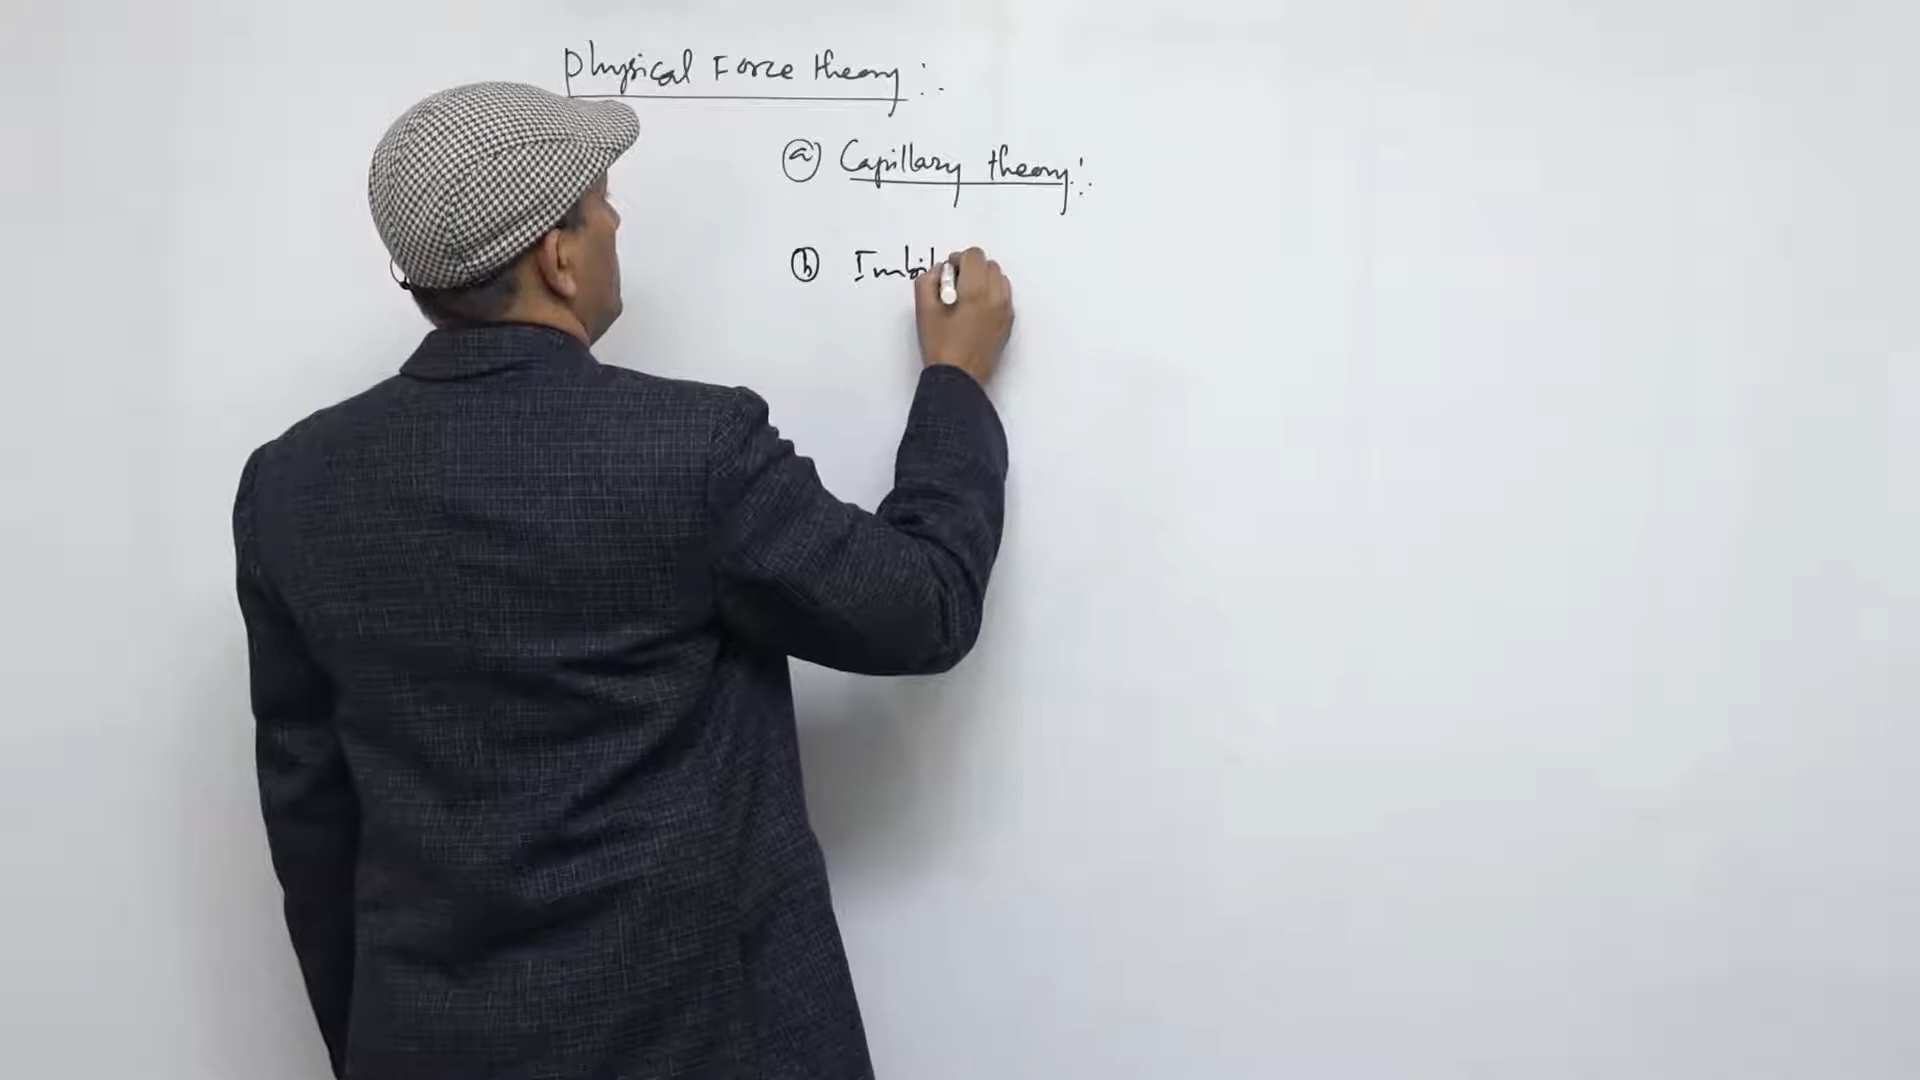 Physical Force theory :-
(a) Capillary theory :-
(b) Imbib